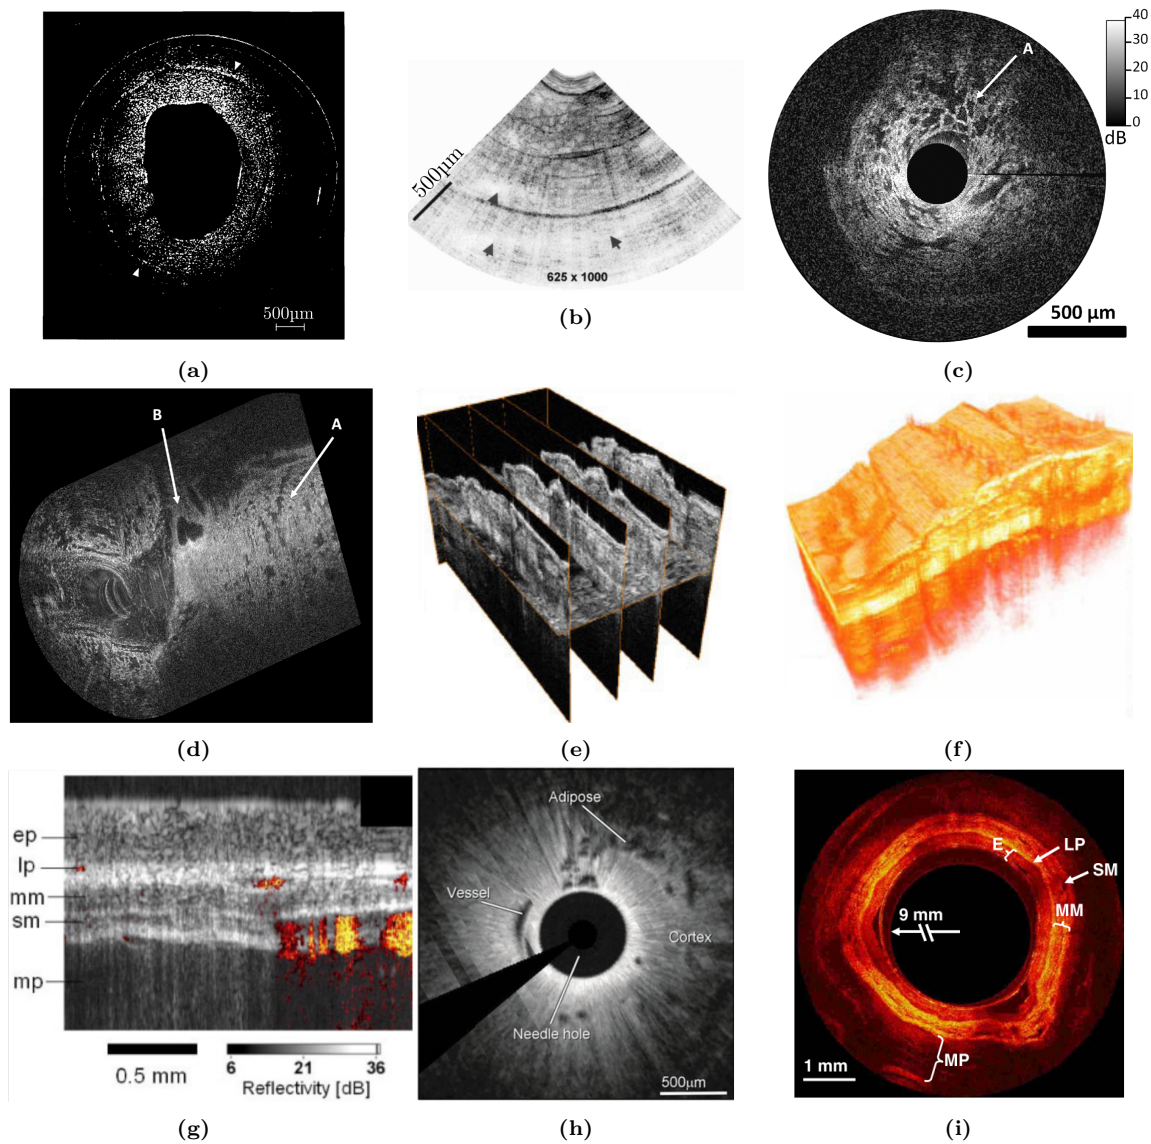 500µm
(a)
500µm
625 x 1000
(b)
A
40
30
20
10
0
dB
500 µm
(c)
B
A
(d)
(e)
(f)
ep
lp
mm
sm
mp
0.5 mm
6 21 36
Reflectivity [dB]
(g)
Adipose
Vessel
Cortex
Needle hole
500µm
(h)
E
LP
SM
MM
9 mm
MP
1 mm
(i)